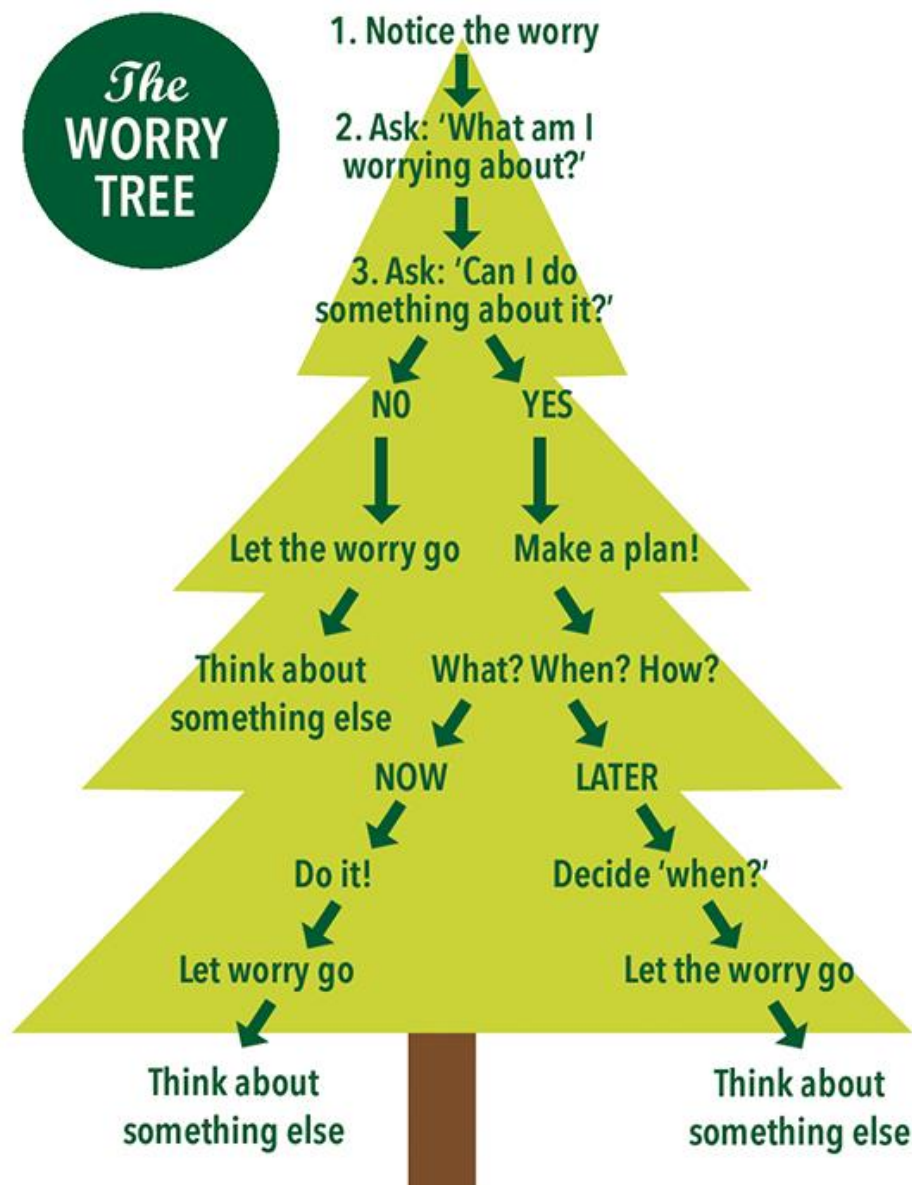 The
WORRY
TREE
1. Notice the worry
2. Ask: ‘What am I
worrying about?’
3. Ask: ‘Can I do
something about it?’
NO
YES
Let the worry go
Make a plan!
Think about
something else
What? When? How?
NOW
LATER
Do it!
Decide ‘when?’
Let worry go
Let the worry go
Think about
something else
Think about
something else